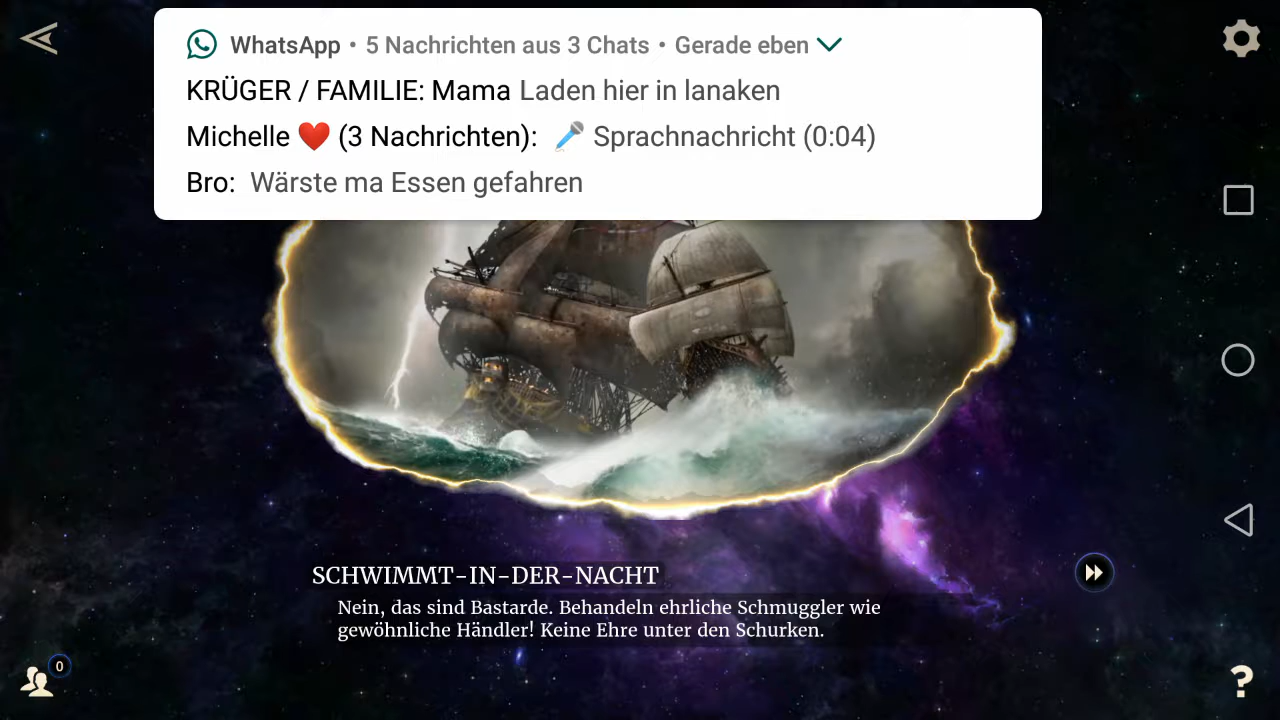 WhatsApp • 5 Nachrichten aus 3 Chats • Gerade eben
KRÜGER / FAMILIE: Mama Laden hier in lanaken
Michelle ❤️ (3 Nachrichten): 🎤 Sprachnachricht (0:04)
Bro: Wärste ma Essen gefahren
SCHWIMMT-IN-DER-NACHT
Nein, das sind Bastarde. Behandeln ehrliche Schmuggler wie
gewöhnliche Händler! Keine Ehre unter den Schurken.
0
?